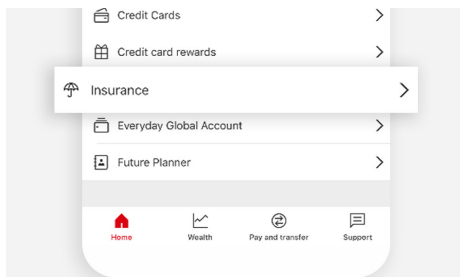 Credit Cards
Credit card rewards
Insurance
Everyday Global Account
Future Planner
Home Wealth Pay and transfer Support